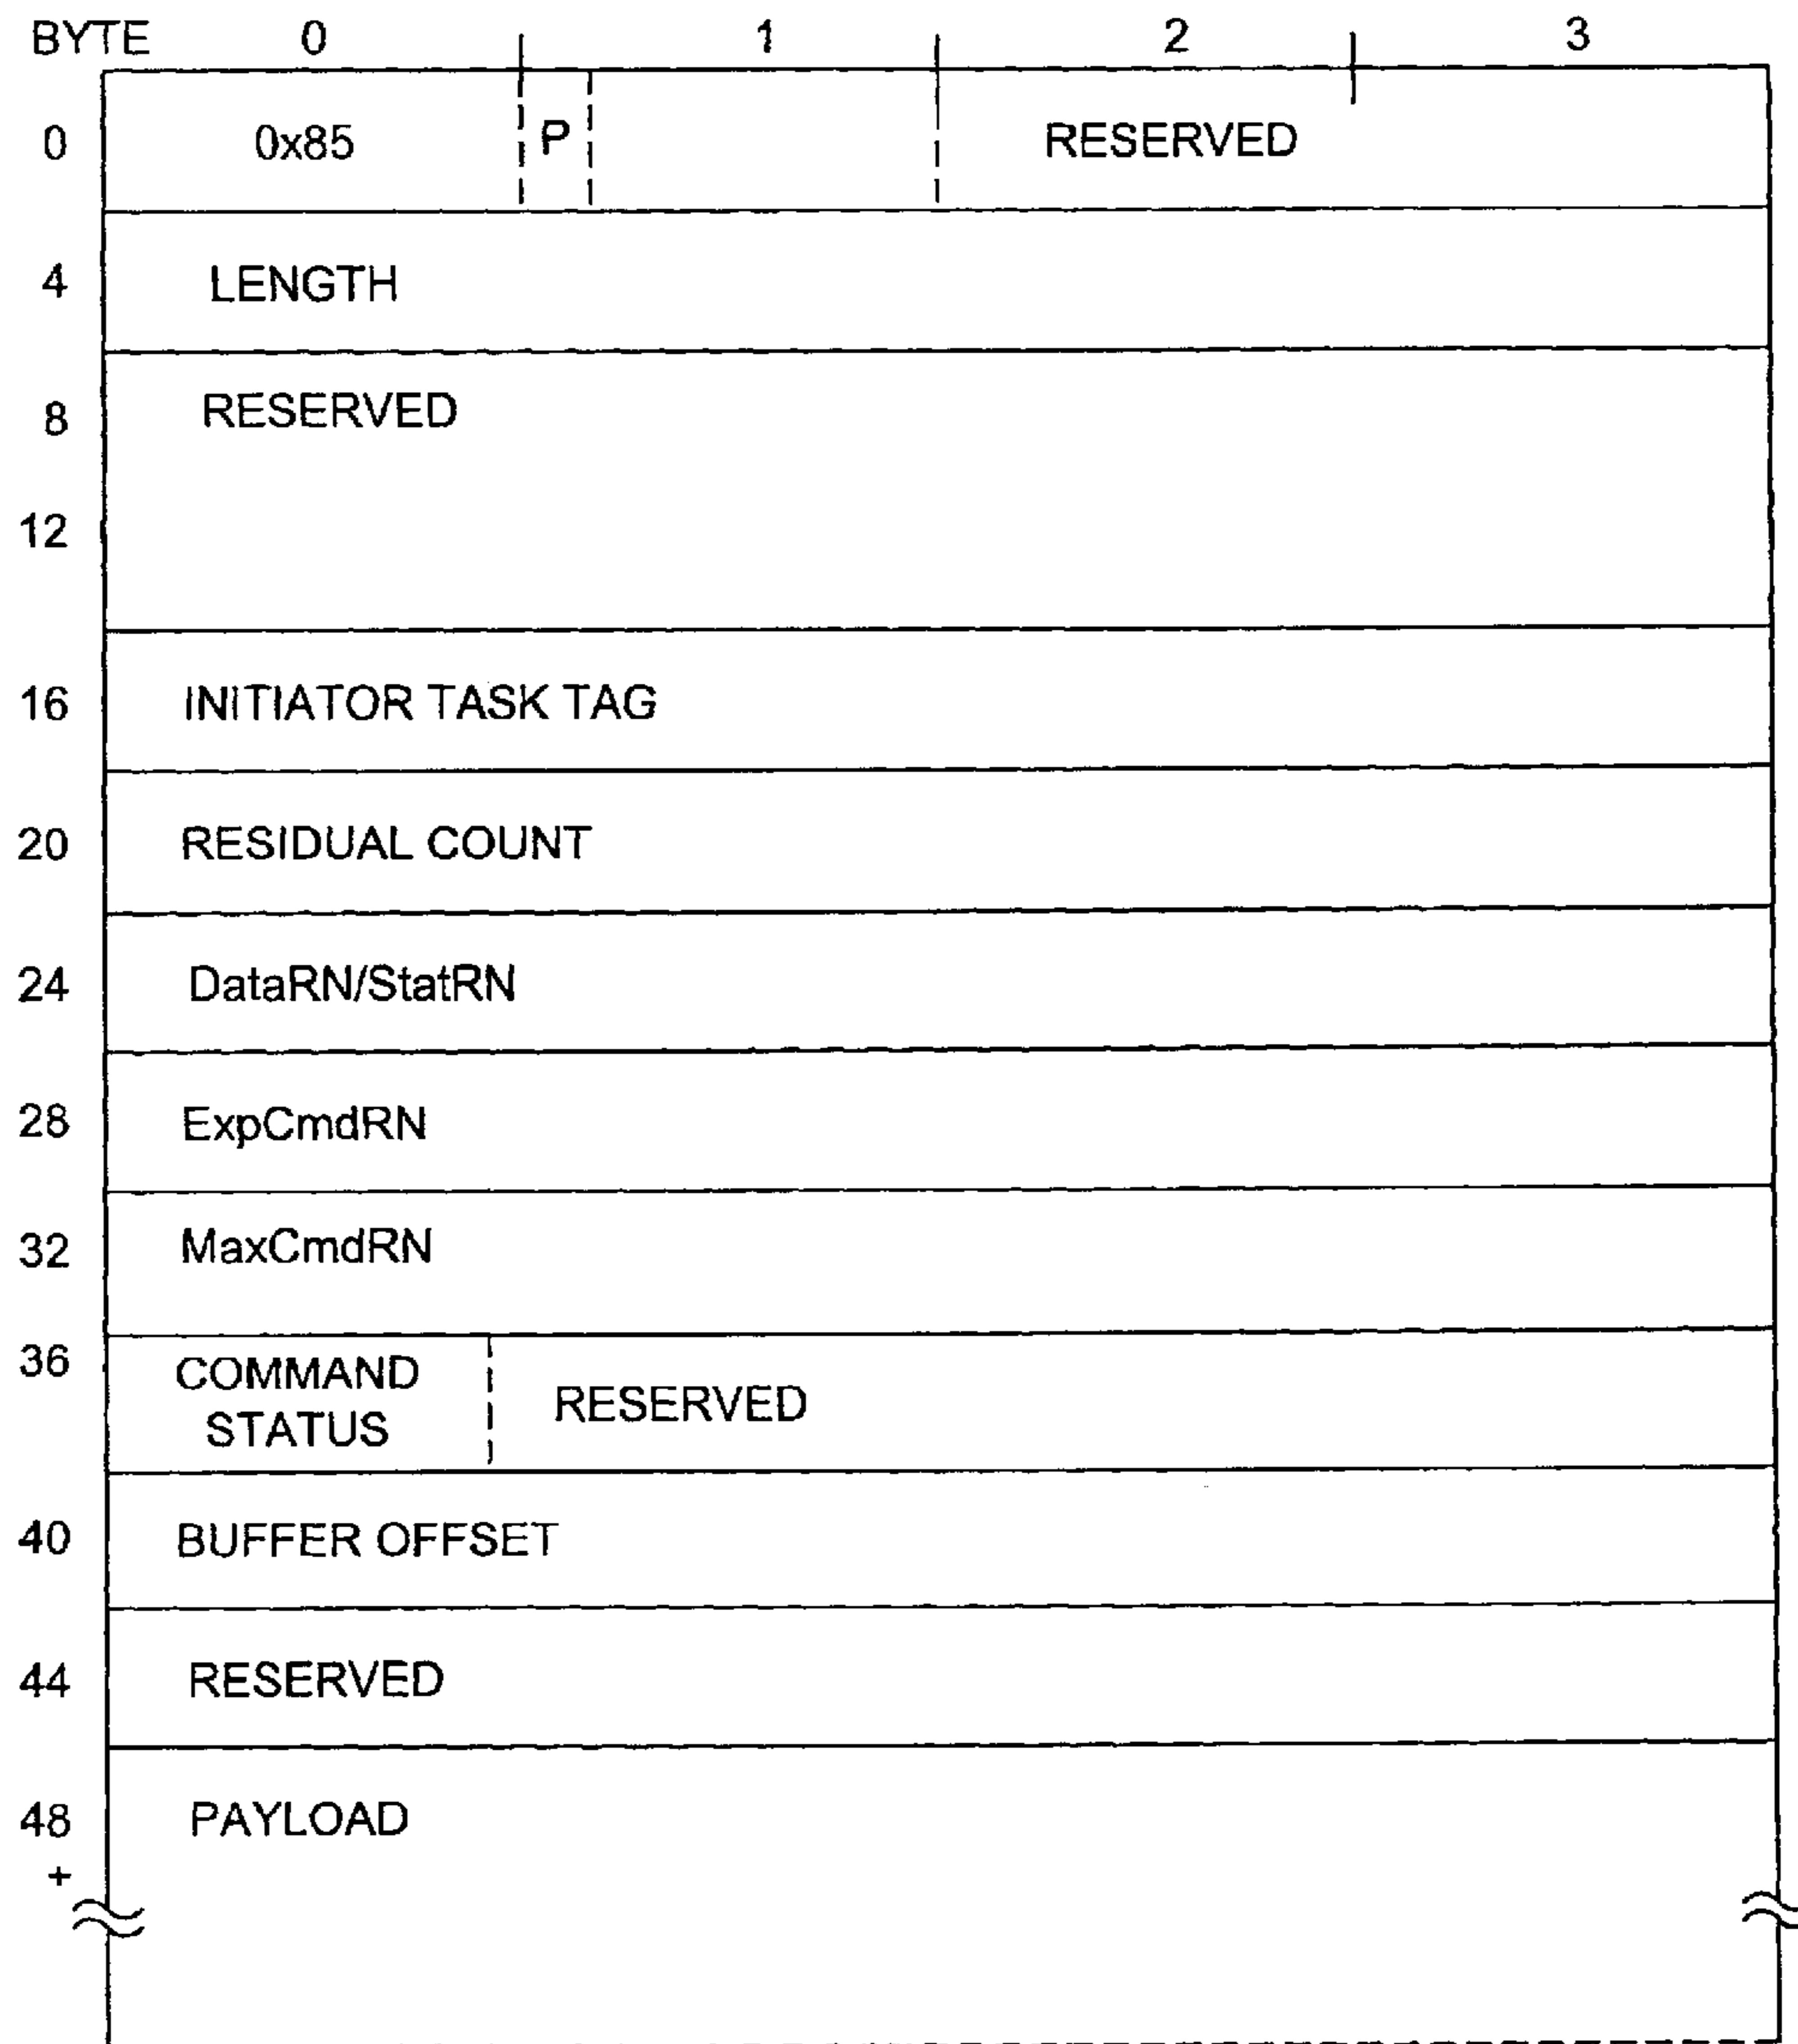 BYTE 0 1 2 3
0 0x85 P RESERVED
4 LENGTH
8 RESERVED
12
16 INITIATOR TASK TAG
20 RESIDUAL COUNT
24 DataRN/StatRN
28 ExpCmdRN
32 MaxCmdRN
36 COMMAND
STATUS RESERVED
40 BUFFER OFFSET
44 RESERVED
48 PAYLOAD
+